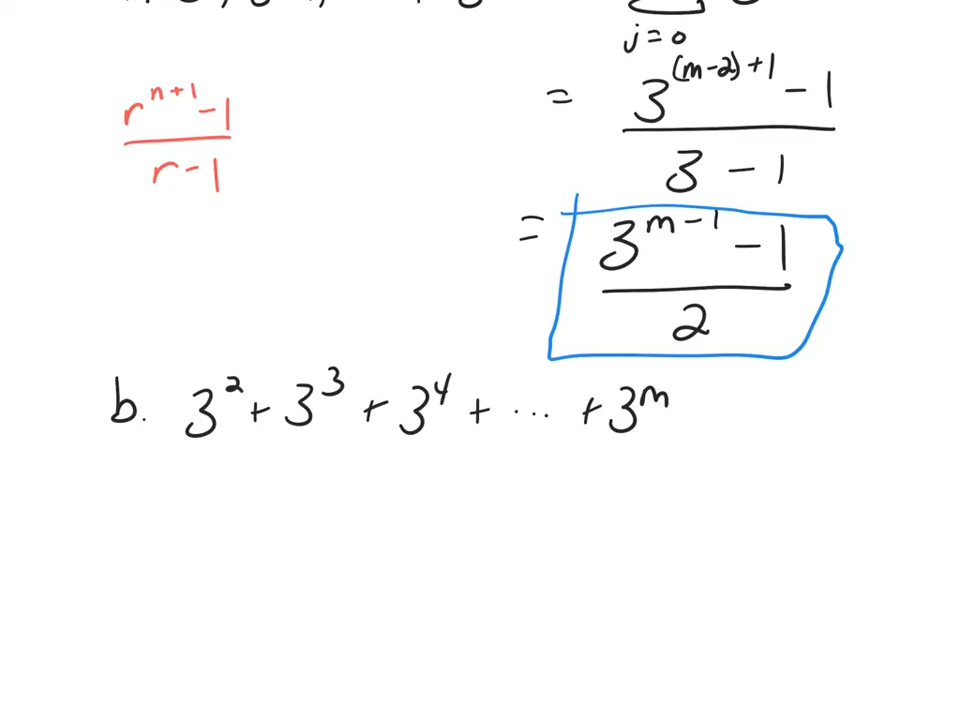 j = 0
= (3^((m-2)+1) - 1) / (3 - 1)
(r^(n+1) - 1) / (r - 1)
= (3^(m-1) - 1) / 2
b. 3^2 + 3^3 + 3^4 + ... + 3^m